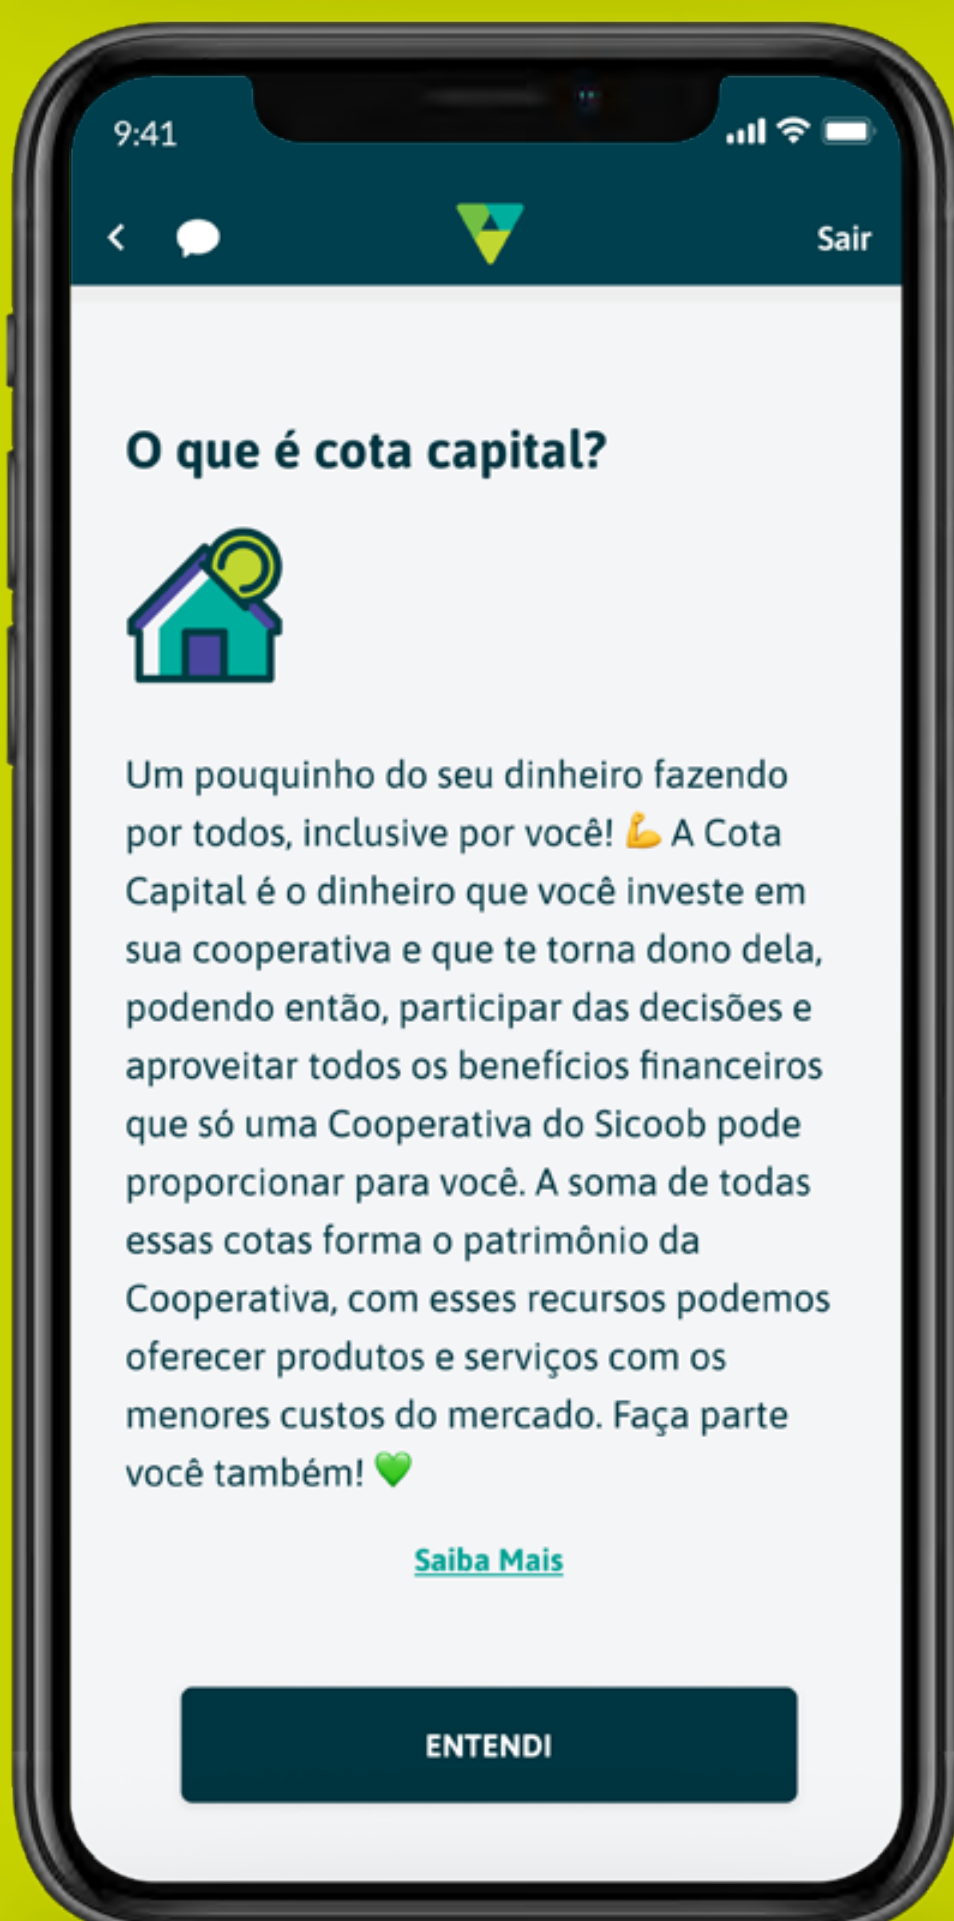 9:41
Sair
O que é cota capital?
Um pouquinho do seu dinheiro fazendo
por todos, inclusive por você! 💪 A Cota
Capital é o dinheiro que você investe em
sua cooperativa e que te torna dono dela,
podendo então, participar das decisões e
aproveitar todos os benefícios financeiros
que só uma Cooperativa do Sicoob pode
proporcionar para você. A soma de todas
essas cotas forma o patrimônio da
Cooperativa, com esses recursos podemos
oferecer produtos e serviços com os
menores custos do mercado. Faça parte
você também! 💚
Saiba Mais
ENTENDI